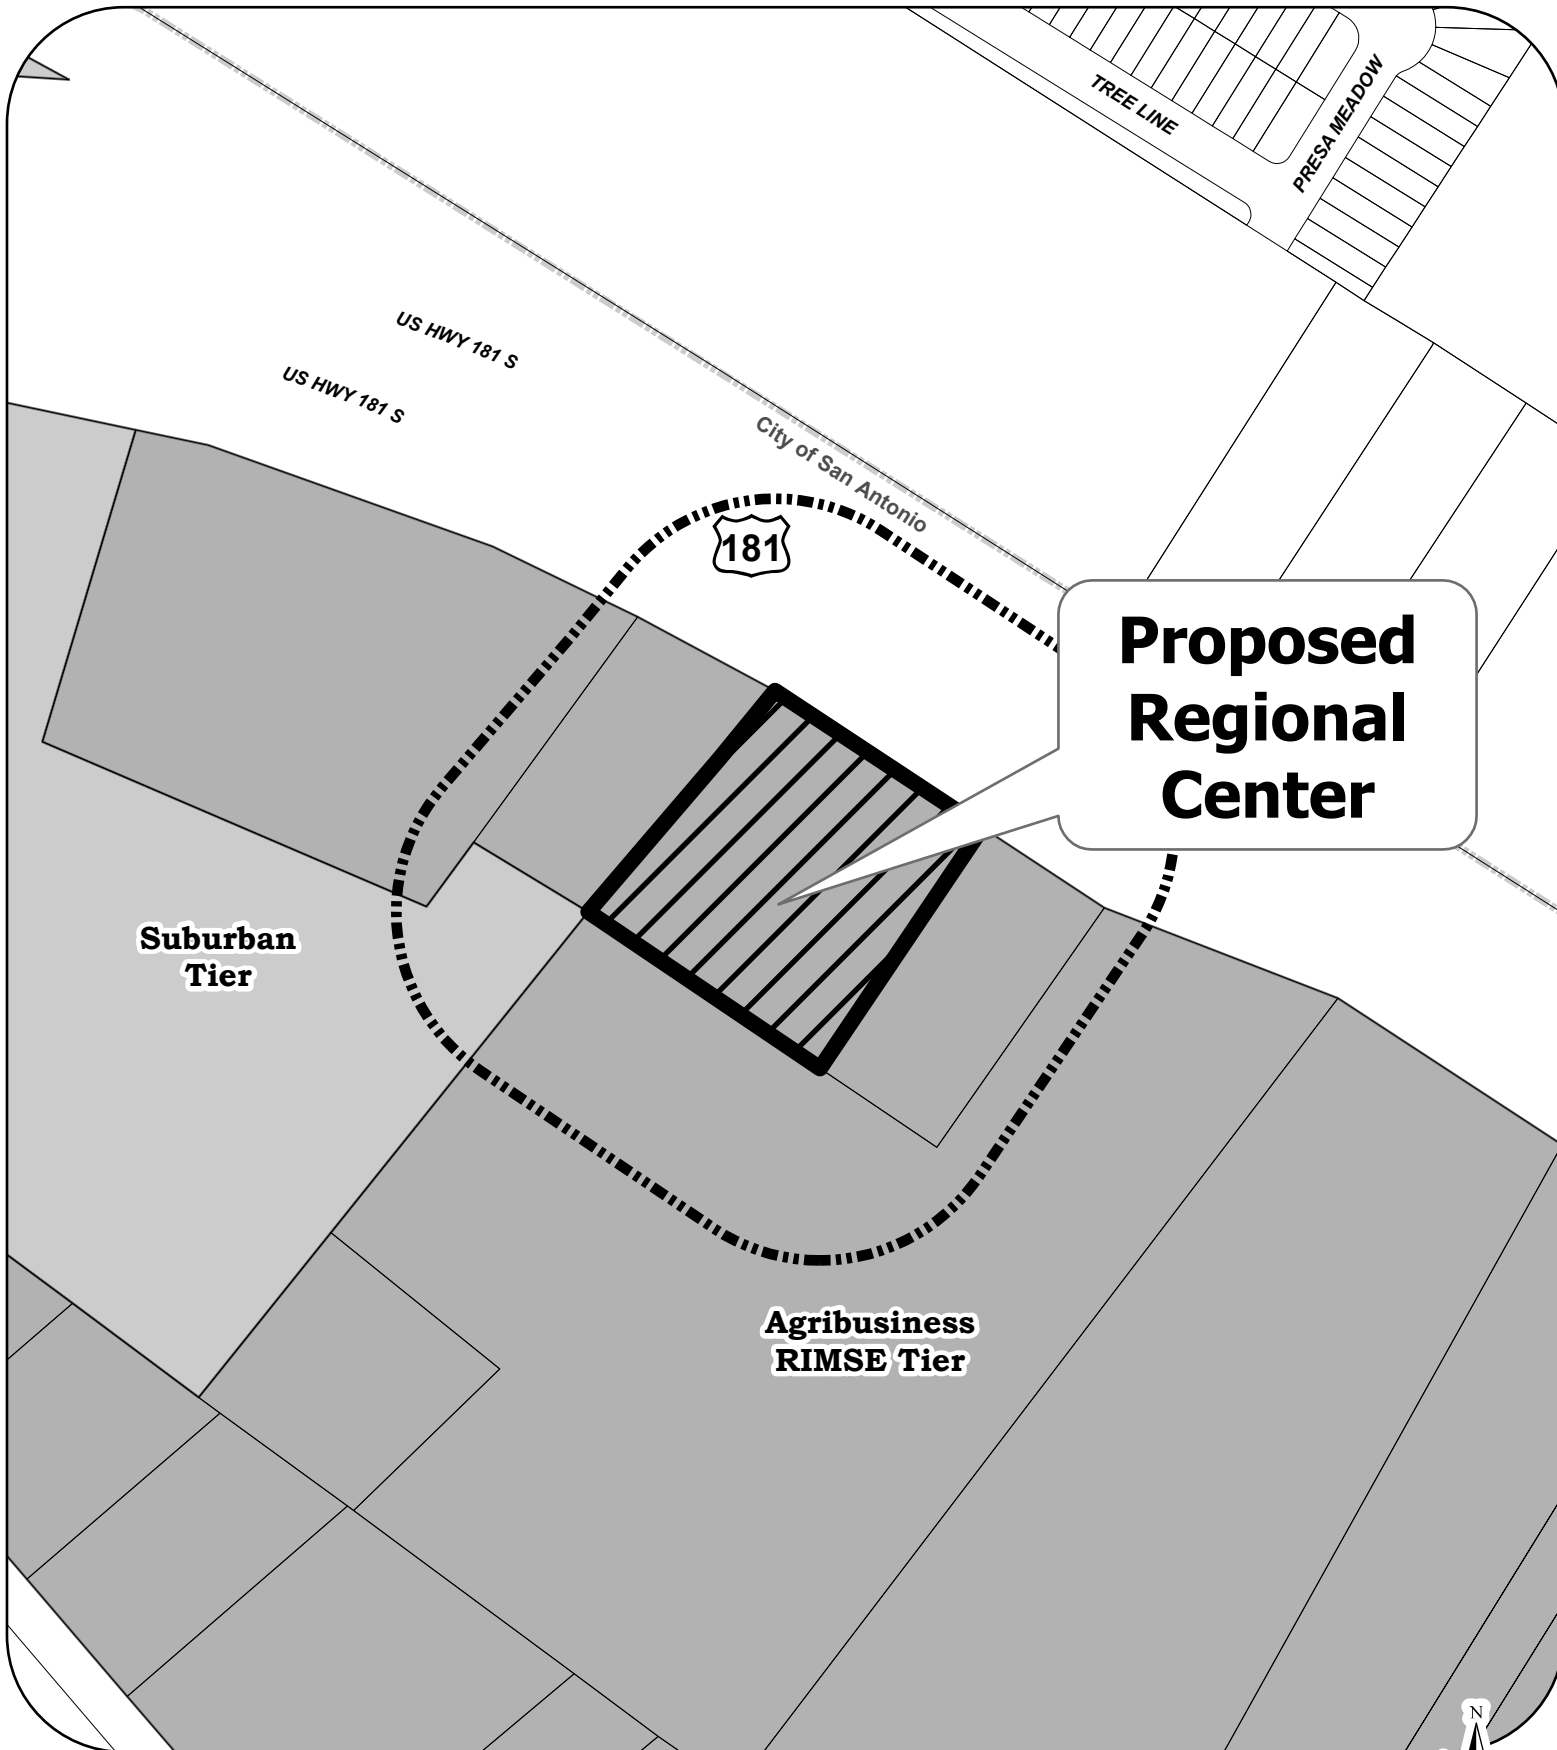 TREE LINE
PRESA MEADOW
US HWY 181 S
US HWY 181 S
City of San Antonio
181
Proposed
Regional
Center
Suburban
Tier
Agribusiness
RIMSE Tier
N